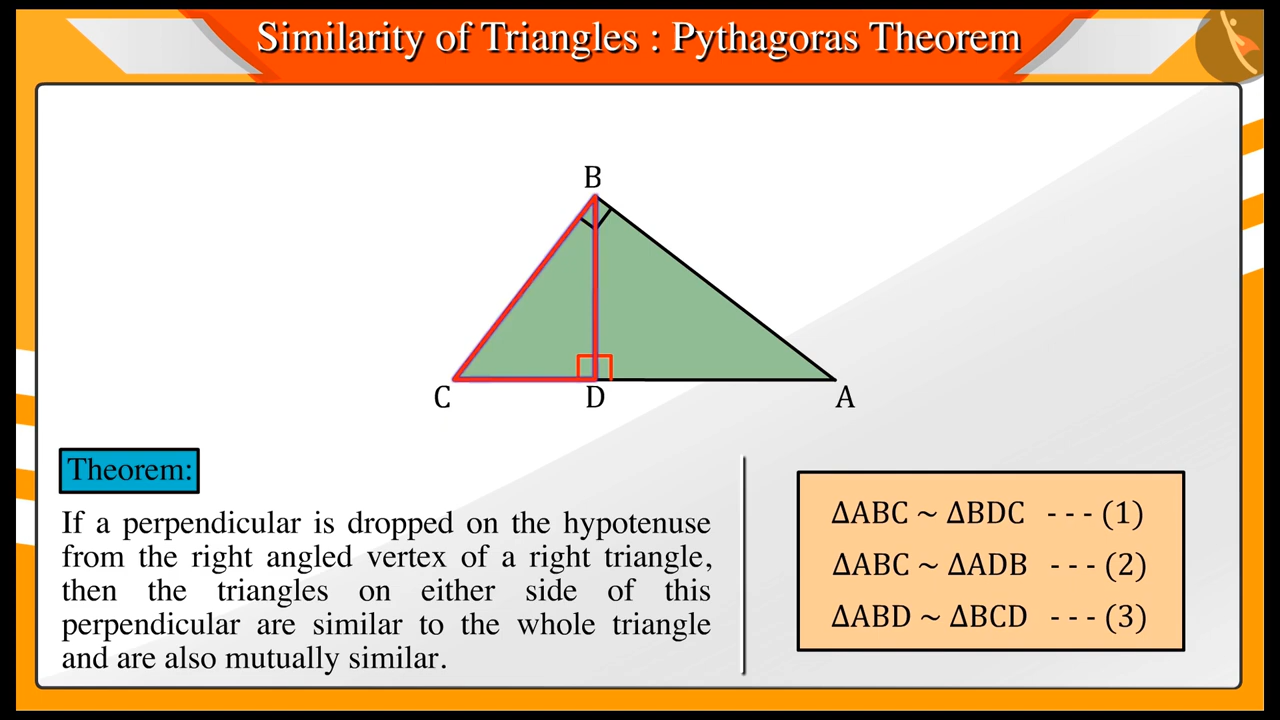 Similarity of Triangles : Pythagoras Theorem
B
C
D
A
Theorem:
If a perpendicular is dropped on the hypotenuse
from the right angled vertex of a right triangle,
then the triangles on either side of this
perpendicular are similar to the whole triangle
and are also mutually similar.
ΔABC ~ ΔBDC - - - (1)
ΔABC ~ ΔADB - - - (2)
ΔABD ~ ΔBCD - - - (3)